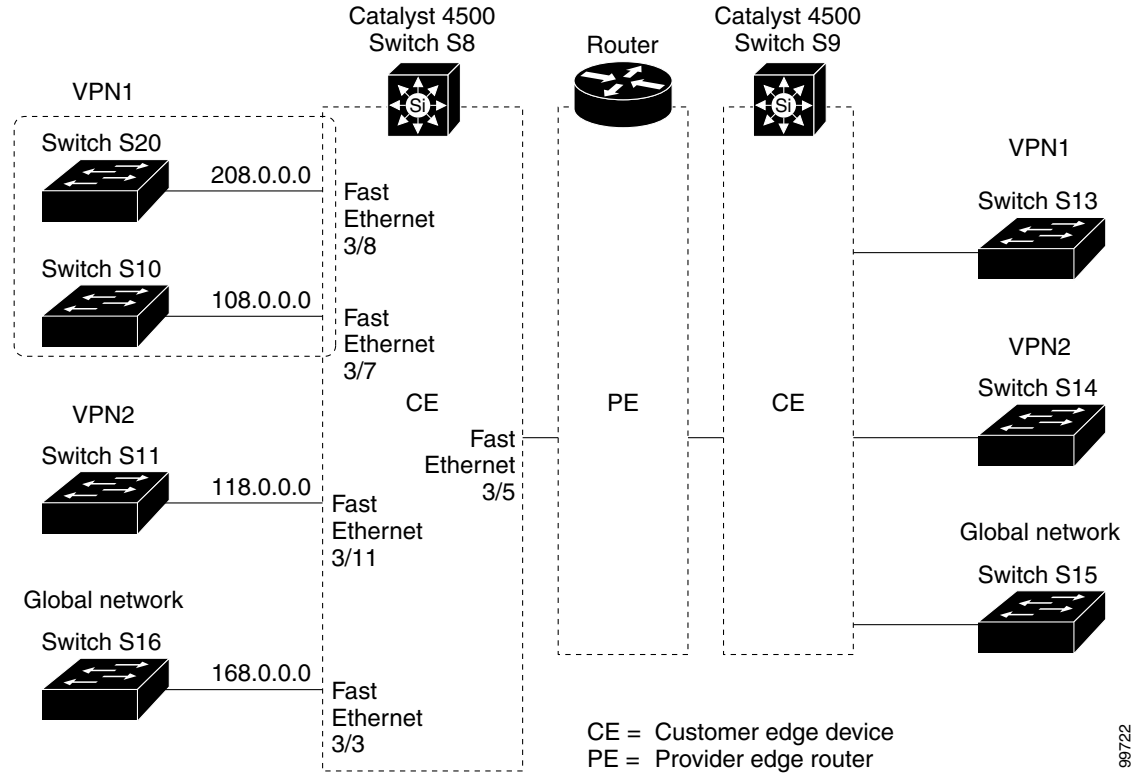 Catalyst 4500
Switch S8
Router
Catalyst 4500
Switch S9
Si
Si
VPN1
Switch S20
208.0.0.0
Fast
Ethernet
3/8
Switch S10
108.0.0.0
Fast
Ethernet
3/7
VPN2
Switch S11
118.0.0.0
Fast
Ethernet
3/11
Global network
Switch S16
168.0.0.0
Fast
Ethernet
3/3
CE
Fast
Ethernet
3/5
PE
CE
VPN1
Switch S13
VPN2
Switch S14
Global network
Switch S15
CE = Customer edge device
PE = Provider edge router
99722